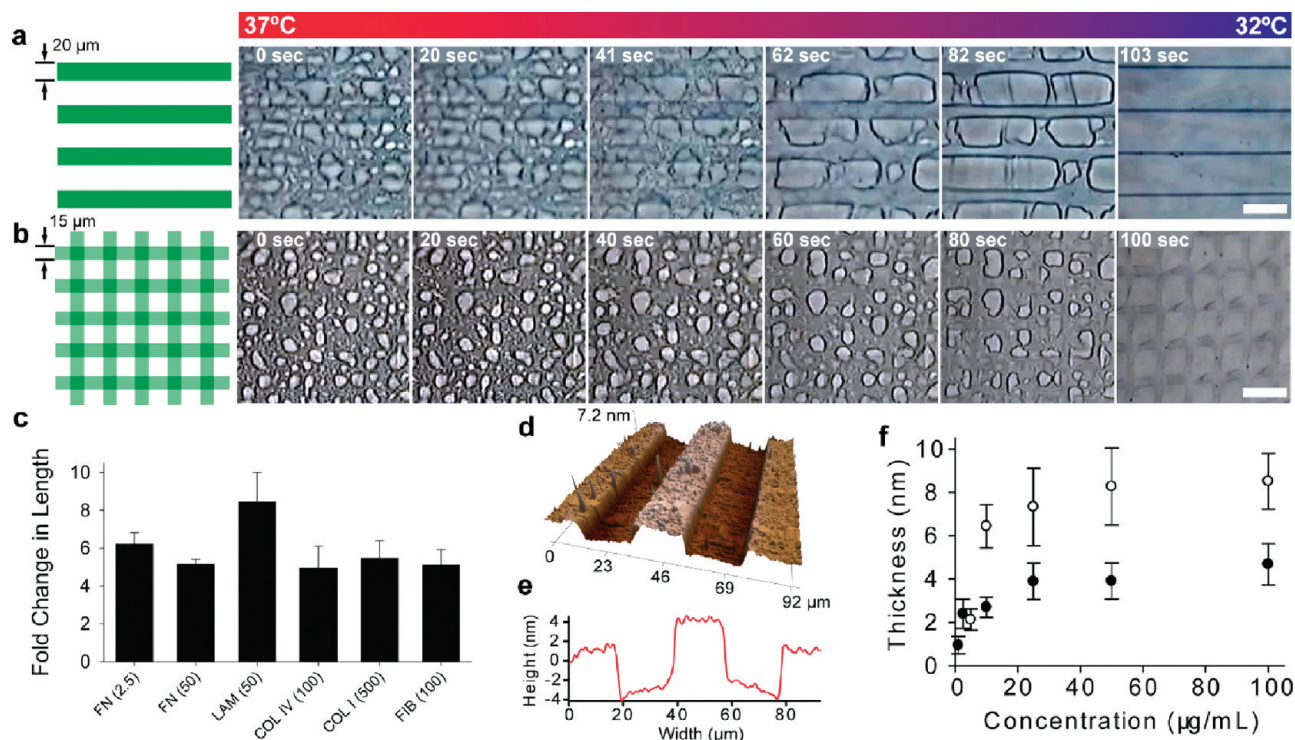 37ºC 32ºC
a
20 µm
0 sec 20 sec 41 sec 62 sec 82 sec 103 sec
b
15 µm
0 sec 20 sec 40 sec 60 sec 80 sec 100 sec
c
Fold Change in Length
10
8
6
4
2
0
FN (2.5) FN (50) LAM (50) COL IV (100) COL I (500) FIB (100)
d
7.2 nm
0 23 46 69 92 µm
e
Height (nm)
4
2
0
-2
-4
0 20 40 60 80
Width (µm)
f
Thickness (nm)
10
8
6
4
2
0
0 20 40 60 80 100
Concentration (µg/mL)